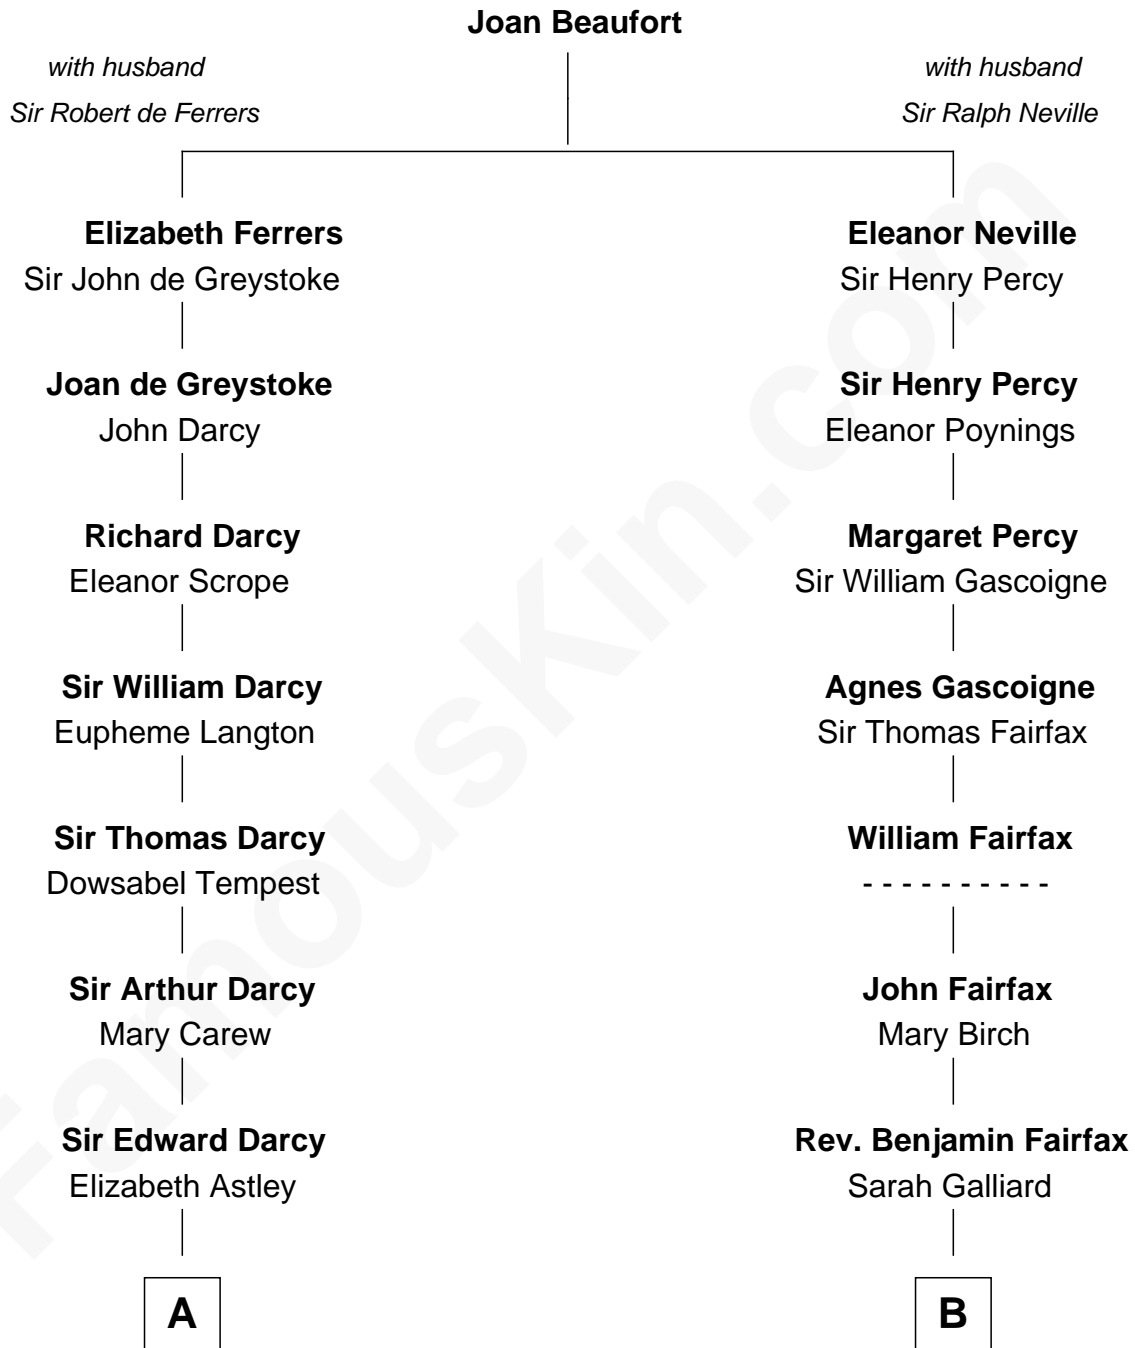 Joan Beaufort
with husband
Sir Robert de Ferrers
with husband
Sir Ralph Neville
Elizabeth Ferrers
Sir John de Greystoke
Eleanor Neville
Sir Henry Percy
Joan de Greystoke
John Darcy
Sir Henry Percy
Eleanor Poynings
Richard Darcy
Eleanor Scrope
Margaret Percy
Sir William Gascoigne
Sir William Darcy
Eupheme Langton
Agnes Gascoigne
Sir Thomas Fairfax
Sir Thomas Darcy
Dowsabel Tempest
William Fairfax
- - - - - - - - - -
Sir Arthur Darcy
Mary Carew
John Fairfax
Mary Birch
Sir Edward Darcy
Elizabeth Astley
Rev. Benjamin Fairfax
Sarah Galliard
A
B
FamousKin.com